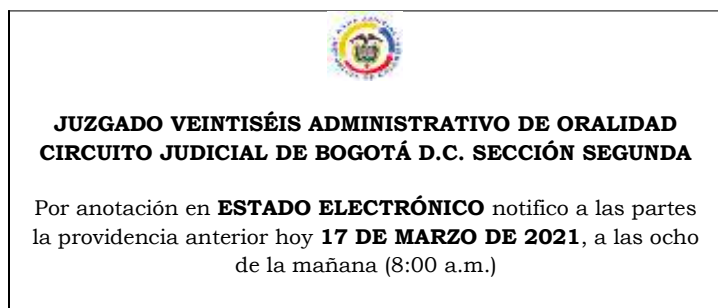 JUZGADO VEINTISÉIS ADMINISTRATIVO DE ORALIDAD
CIRCUITO JUDICIAL DE BOGOTÁ D.C. SECCIÓN SEGUNDA
Por anotación en ESTADO ELECTRÓNICO notifico a las partes
la providencia anterior hoy 17 DE MARZO DE 2021, a las ocho
de la mañana (8:00 a.m.)